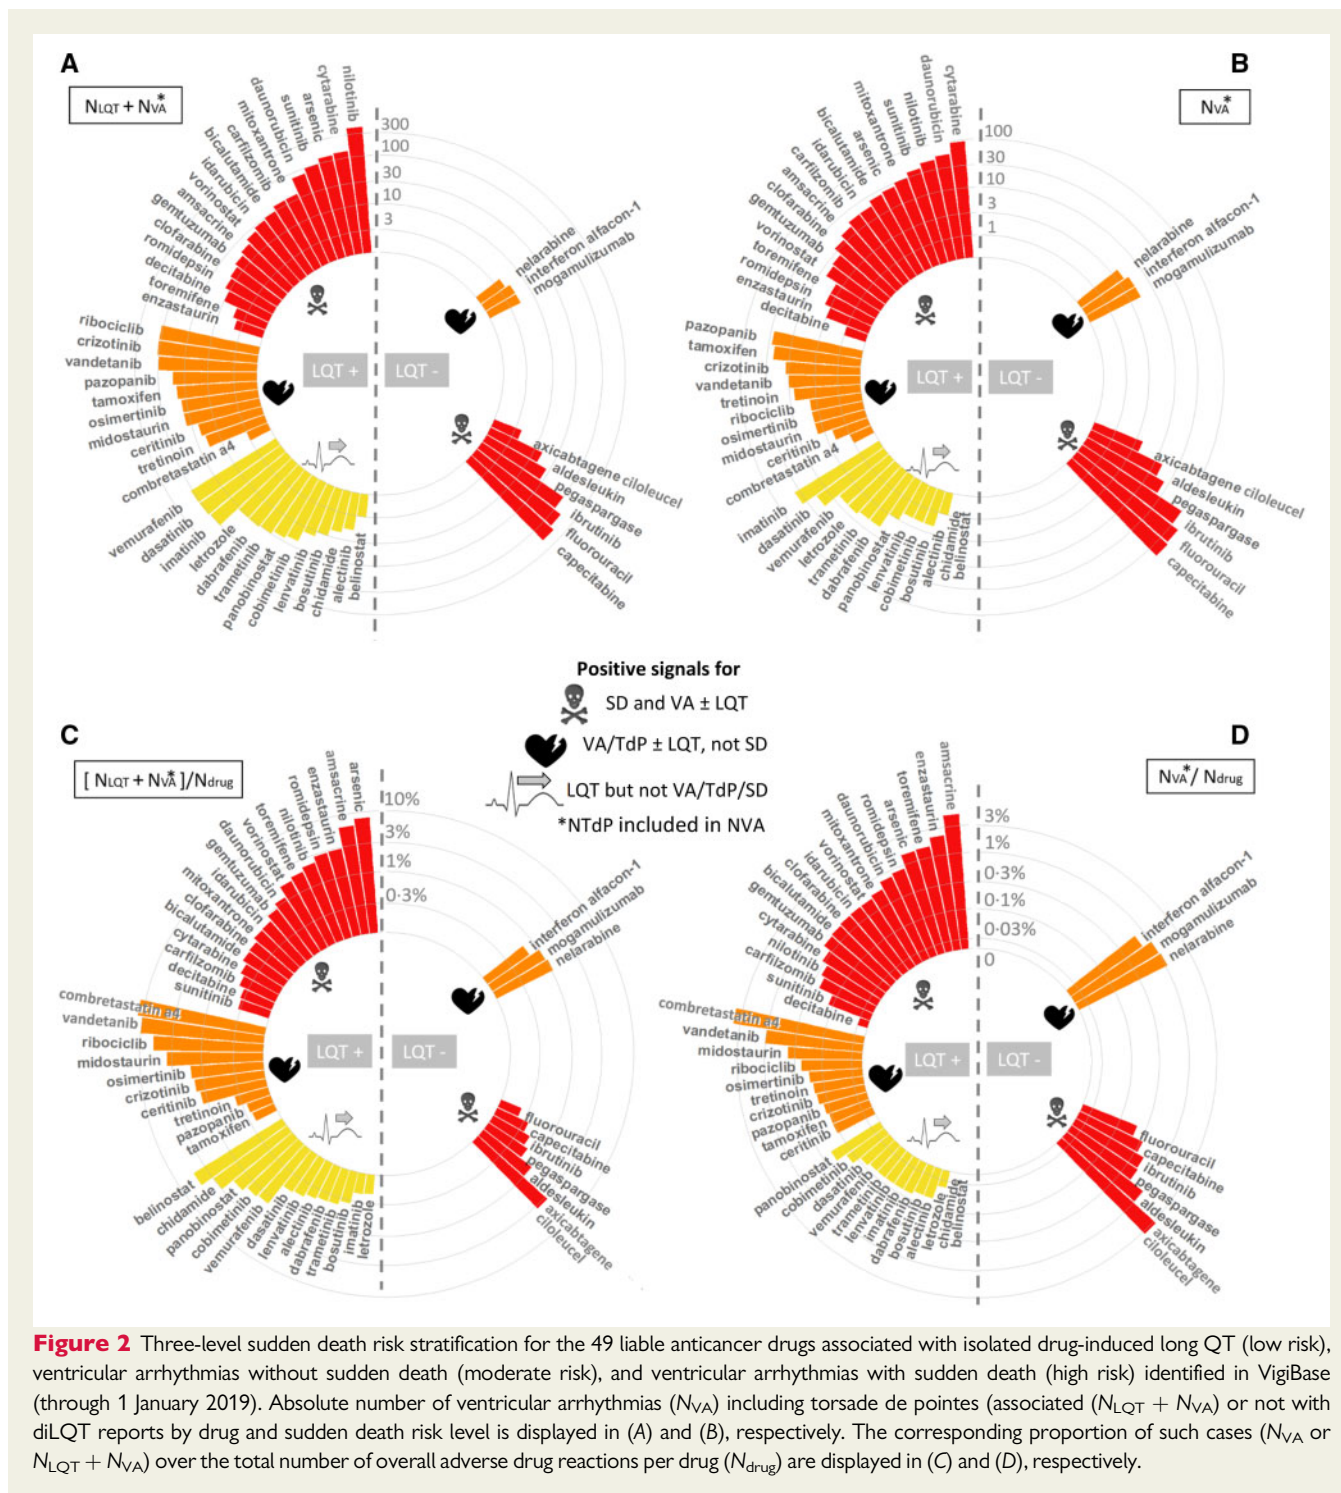 A
NLQT + NVA*
nilotinib
cytarabine
arsenic
sunitinib
daunorubicin
mitoxantrone
carfilzomib
bicalutamide
idarubicin
vorinostat
amsacrine
gemtuzumab
clofarabine
romidepsin
decitabine
toremifene
enzastaurin
ribociclib
crizotinib
vandetanib
pazopanib
tamoxifen
osimertinib
midostaurin
ceritinib
tretinoin
combretastatin a4
vemurafenib
dasatinib
imatinib
letrozole
dabrafenib
trametinib
panobinostat
cobimetinib
lenvatinib
bosutinib
chidamide
alectinib
belinostat
300
100
30
10
3
LQT +
LQT -
nelarabine
interferon alfacon-1
mogamulizumab
axicabtagene ciloleucel
aldesleukin
pegaspargase
ibrutinib
fluorouracil
capecitabine
B
NVA*
cytarabine
daunorubicin
nilotinib
sunitinib
mitoxantrone
arsenic
bicalutamide
idarubicin
carfilzomib
amsacrine
clofarabine
gemtuzumab
vorinostat
toremifene
romidepsin
enzastaurin
decitabine
pazopanib
tamoxifen
crizotinib
vandetanib
tretinoin
ribociclib
osimertinib
midostaurin
ceritinib
combretastatin a4
imatinib
dasatinib
vemurafenib
letrozole
trametinib
dabrafenib
panobinostat
lenvatinib
cobimetinib
bosutinib
alectinib
chidamide
belinostat
100
30
10
3
1
LQT +
LQT -
nelarabine
interferon alfacon-1
mogamulizumab
axicabtagene ciloleucel
aldesleukin
pegaspargase
ibrutinib
fluorouracil
capecitabine
Positive signals for
SD and VA ± LQT
VA/TdP ± LQT, not SD
LQT but not VA/TdP/SD
*NTdP included in NVA
C
[ NLQT + NVA* ]/Ndrug
arsenic
amsacrine
enzastaurin
romidepsin
nilotinib
toremifene
vorinostat
daunorubicin
gemtuzumab
idarubicin
mitoxantrone
clofarabine
bicalutamide
cytarabine
carfilzomib
decitabine
sunitinib
combretastatin a4
vandetanib
ribociclib
midostaurin
osimertinib
crizotinib
ceritinib
tretinoin
pazopanib
tamoxifen
belinostat
chidamide
panobinostat
cobimetinib
vemurafenib
dasatinib
lenvatinib
alectinib
dabrafenib
trametinib
bosutinib
imatinib
letrozole
10%
3%
1%
0·3%
LQT +
LQT -
interferon alfacon-1
mogamulizumab
nelarabine
fluorouracil
capecitabine
ibrutinib
pegaspargase
aldesleukin
axicabtagene
ciloleucel
D
NVA*/ Ndrug
amsacrine
enzastaurin
toremifene
arsenic
romidepsin
daunorubicin
mitoxantrone
vorinostat
idarubicin
clofarabine
bicalutamide
gemtuzumab
cytarabine
nilotinib
carfilzomib
sunitinib
decitabine
combretastatin a4
vandetanib
midostaurin
ribociclib
osimertinib
tretinoin
crizotinib
pazopanib
tamoxifen
ceritinib
panobinostat
cobimetinib
dasatinib
vemurafenib
trametinib
lenvatinib
imatinib
dabrafenib
bosutinib
alectinib
letrozole
chidamide
belinostat
3%
1%
0·3%
0·1%
0·03%
0
LQT +
LQT -
interferon alfacon-1
mogamulizumab
nelarabine
fluorouracil
capecitabine
ibrutinib
pegaspargase
aldesleukin
axicabtagene
ciloleucel
Figure 2 Three-level sudden death risk stratification for the 49 liable anticancer drugs associated with isolated drug-induced long QT (low risk),
ventricular arrhythmias without sudden death (moderate risk), and ventricular arrhythmias with sudden death (high risk) identified in VigiBase
(through 1 January 2019). Absolute number of ventricular arrhythmias (NVA) including torsade de pointes (associated (NLQT + NVA) or not with
diLQT reports by drug and sudden death risk level is displayed in (A) and (B), respectively. The corresponding proportion of such cases (NVA or
NLQT + NVA) over the total number of overall adverse drug reactions per drug (Ndrug) are displayed in (C) and (D), respectively.